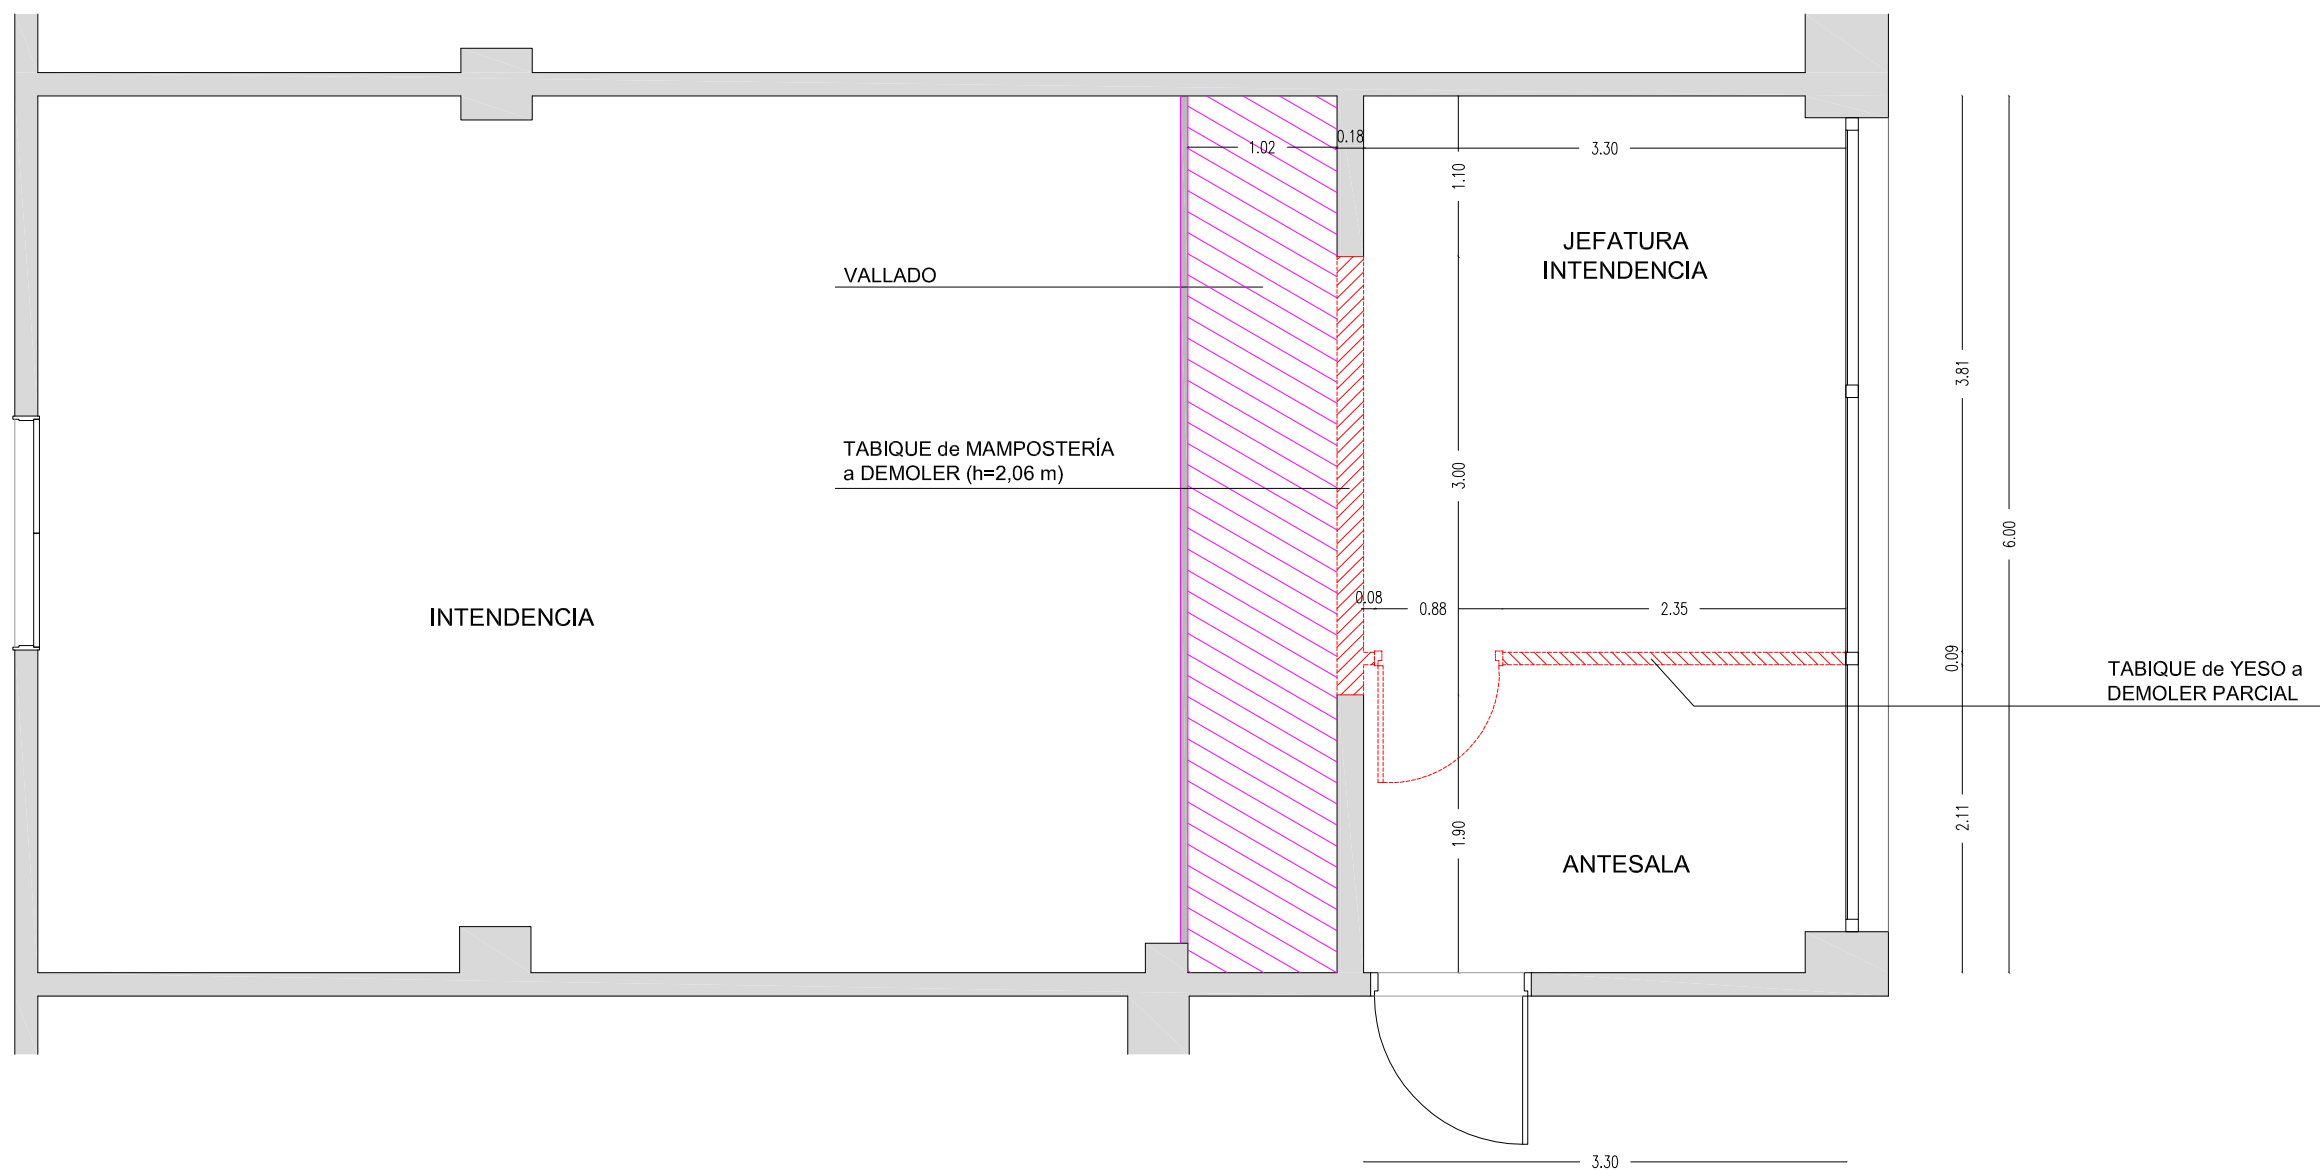 0.18
1.02
3.30
1.10
JEFATURA
INTENDENCIA
VALLADO
3.81
TABIQUE de MAMPOSTERÍA
a DEMOLER (h=2,06 m)
3.00
6.00
0.08
0.88
2.35
INTENDENCIA
0.09
TABIQUE de YESO a
DEMOLER PARCIAL
2.11
1.90
ANTESALA
3.30